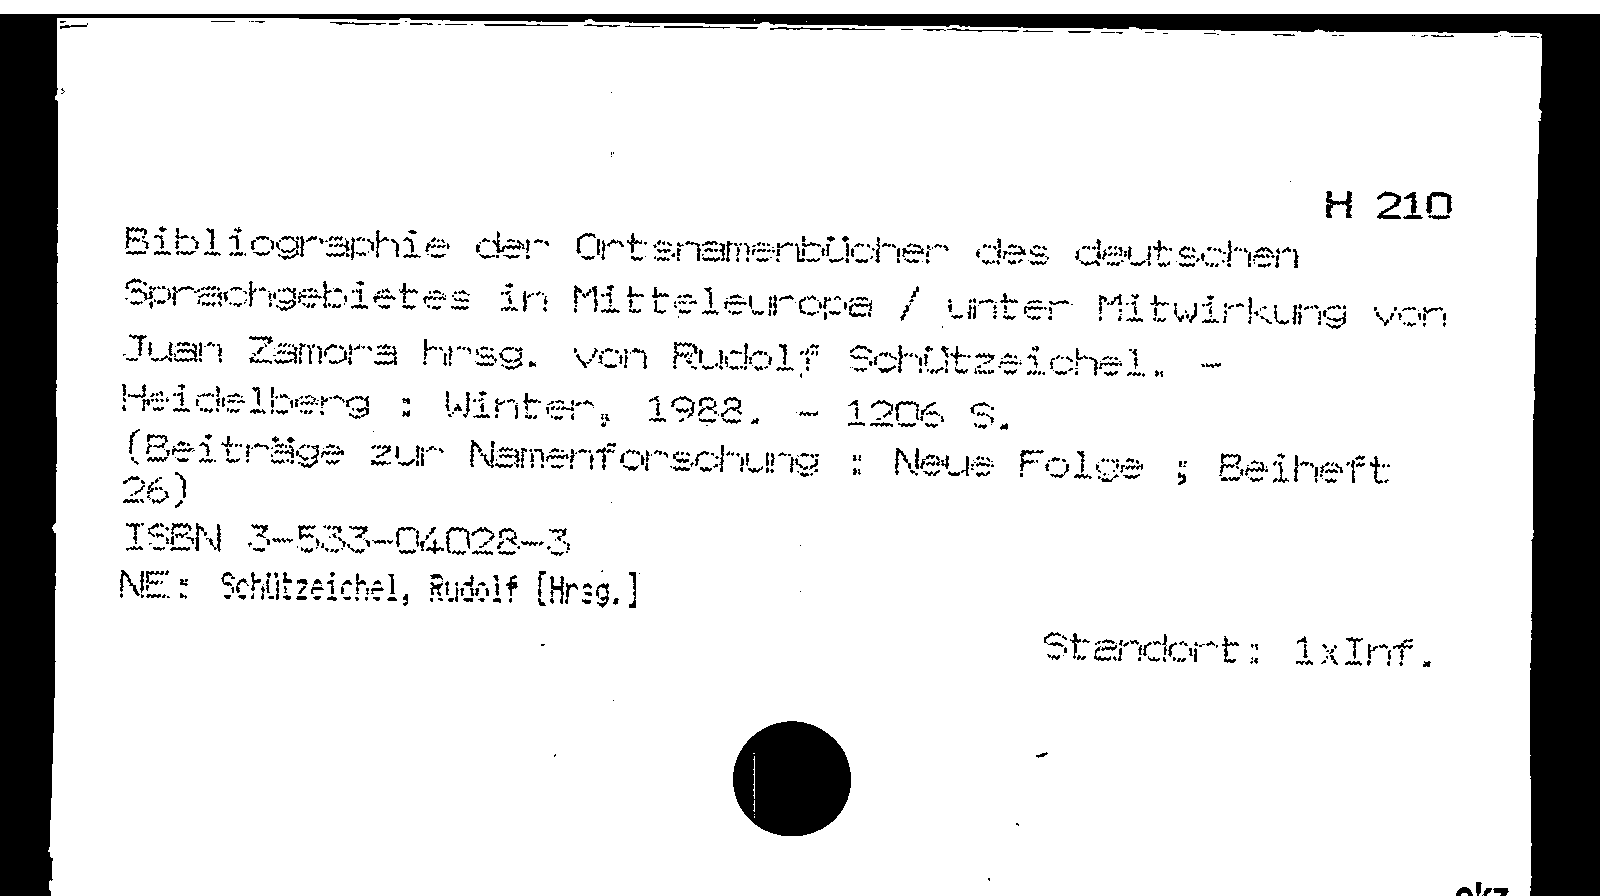 H 210
Bibliographie der Ortsnamenbücher des deutschen
Sprachgebietes in Mitteleuropa / unter Mitwirkung von
Juan Zamora hrsg. von Rudolf Schützeichel. -
Heidelberg : Winter, 1988. - 1206 S.
(Beiträge zur Namenforschung : Neue Folge ; Beiheft
26)
ISBN 3-533-04028-3
NE: Schützeichel, Rudolf [Hrsg.]
Standort: 1xInf.